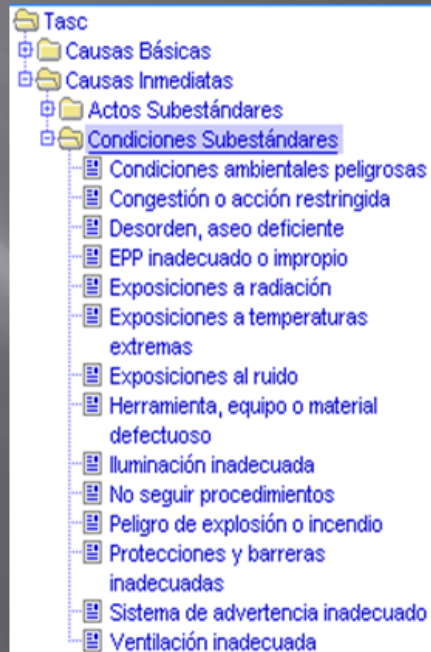 Tasc
Causas Básicas
Causas Inmediatas
Actos Subestándares
Condiciones Subestándares
Condiciones ambientales peligrosas
Congestión o acción restringida
Desorden, aseo deficiente
EPP inadecuado o impropio
Exposiciones a radiación
Exposiciones a temperaturas
extremas
Exposiciones al ruido
Herramienta, equipo o material
defectuoso
Iluminación inadecuada
No seguir procedimientos
Peligro de explosión o incendio
Protecciones y barreras
inadecuadas
Sistema de advertencia inadecuado
Ventilación inadecuada